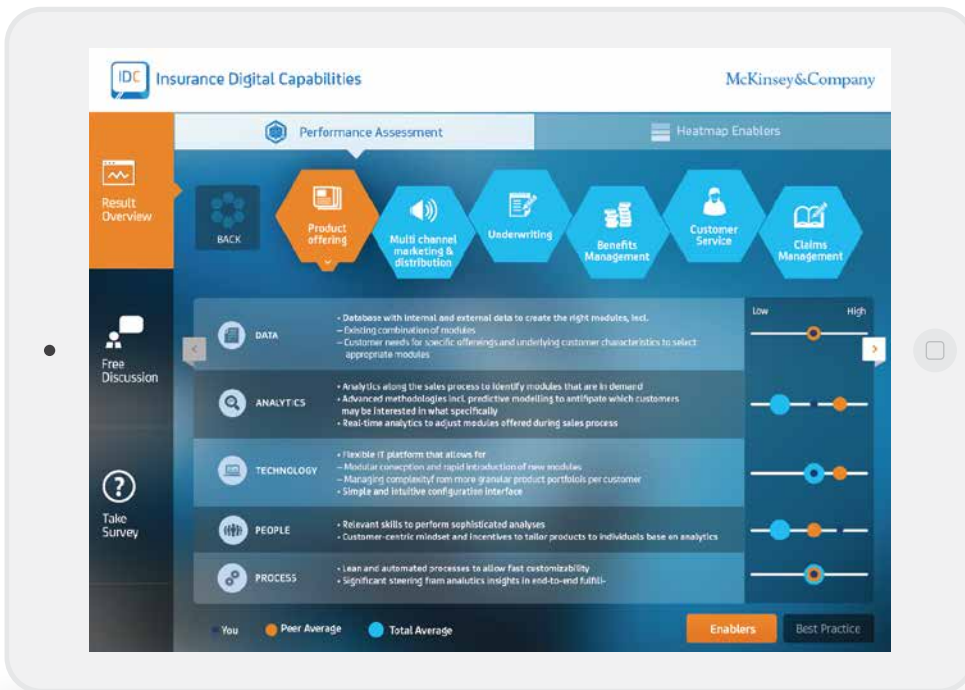 IDC Insurance Digital Capabilities
McKinsey&Company
Performance Assessment
Heatmap Enablers
Result
Overview
Free
Discussion
Take
Survey
BACK
Product
offering
Multi channel
marketing &
distribution
Underwriting
Benefits
Management
Customer
Service
Claims
Management
Low
High
DATA
• Database with internal and external data to create the right modules, incl.
– Existing combination of modules
– Customer needs for specific offereings and underlying customer characteristics to select
appropriate modules
ANALYTICS
• Analytics along the sales process to identify modules that are in demand
• Advanced methodologies incl. predictive modelling to antifipate which customers
may be interested in what specifically
• Real-time analytics to adjust modules offered during sales process
TECHNOLOGY
• Flexible IT platform that allows for
– Modular conception and rapid introduction of new modules
– Managing complexityf rom more granular product portfolois per customer
• Simple and intuitive configuration interface
PEOPLE
• Relevant skills to perform sophisticated analyses
• Customer-centric mindset and incentives to tailor products to individuals base en analytics
PROCESS
• Lean and automated processes to allow fast customizability
• Significant steering from analutics insights in end-to-end fulfill-
You
Peer Average
Total Average
Enablers
Best Practice